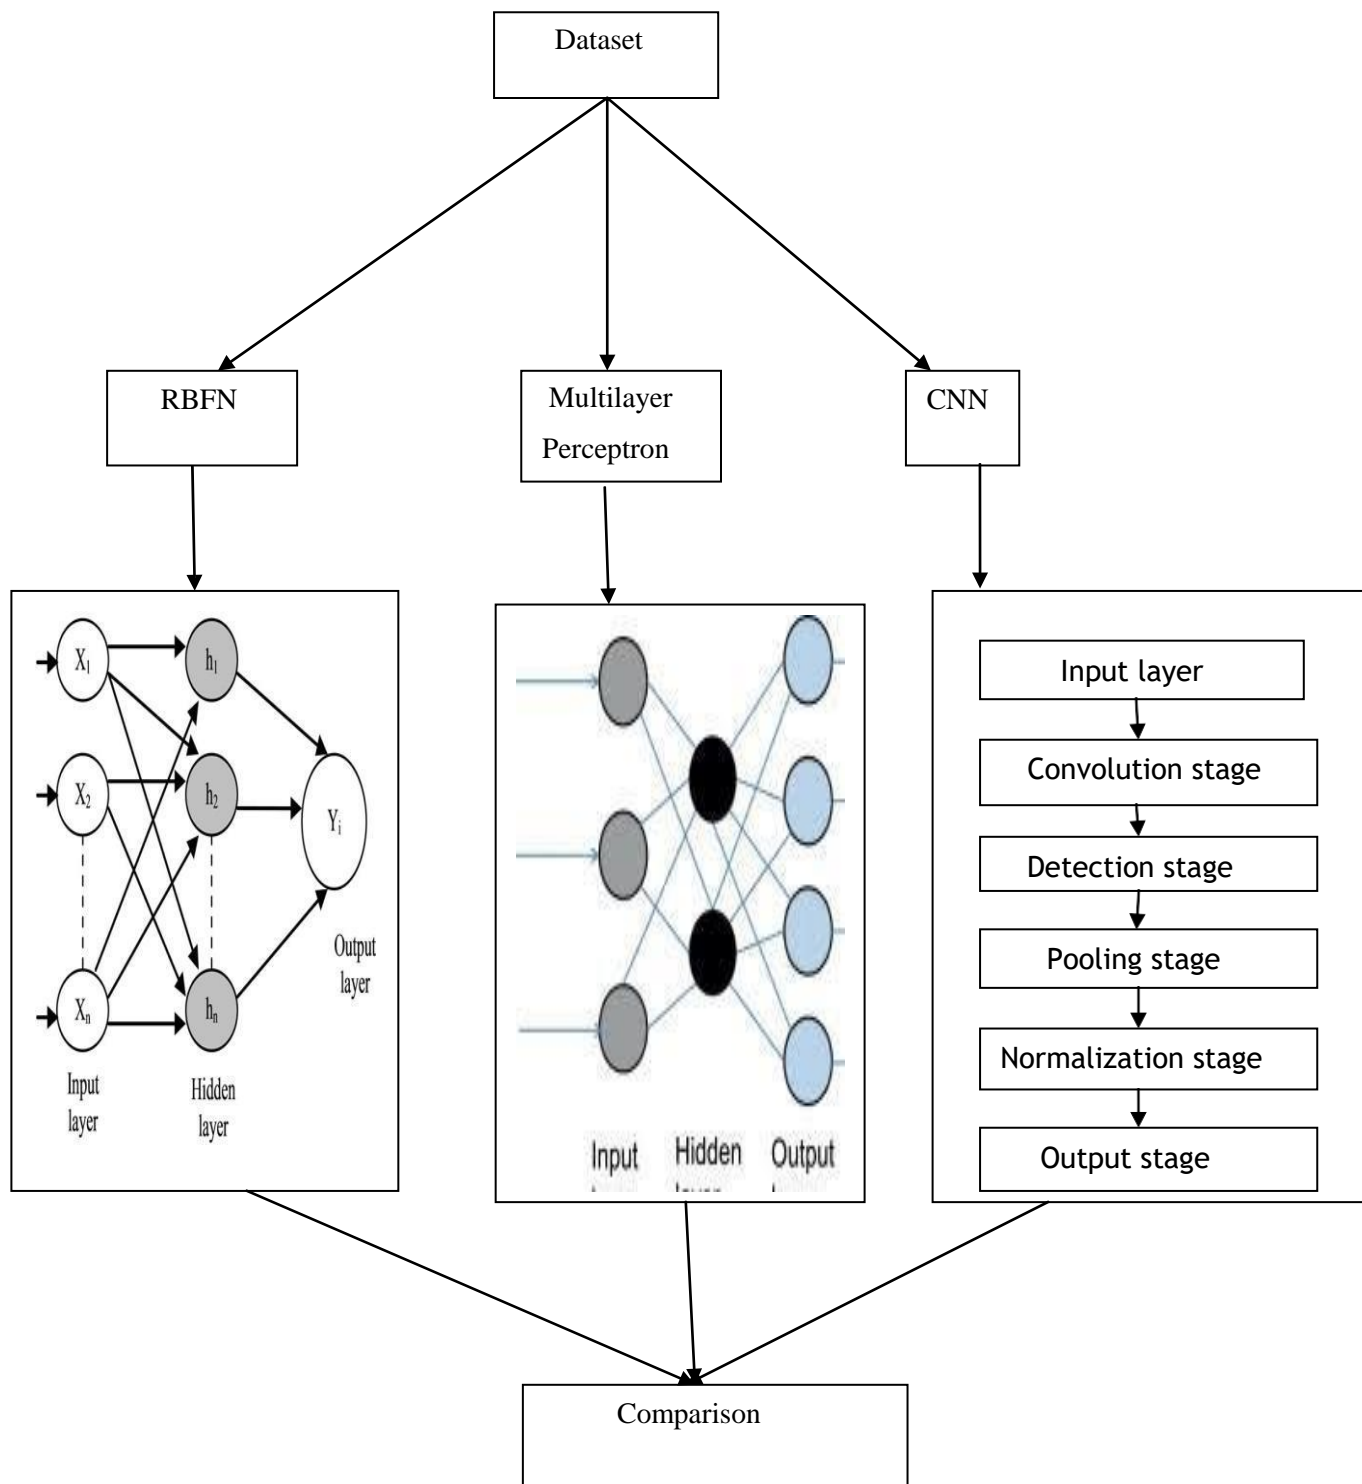 Dataset
RBFN
Multilayer
Perceptron
CNN
X1
h1
X2
h2
Yi
Xn
hn
Output
layer
Input
layer
Hidden
layer
Input
Hidden
Output
Input layer
Convolution stage
Detection stage
Pooling stage
Normalization stage
Output stage
Comparison